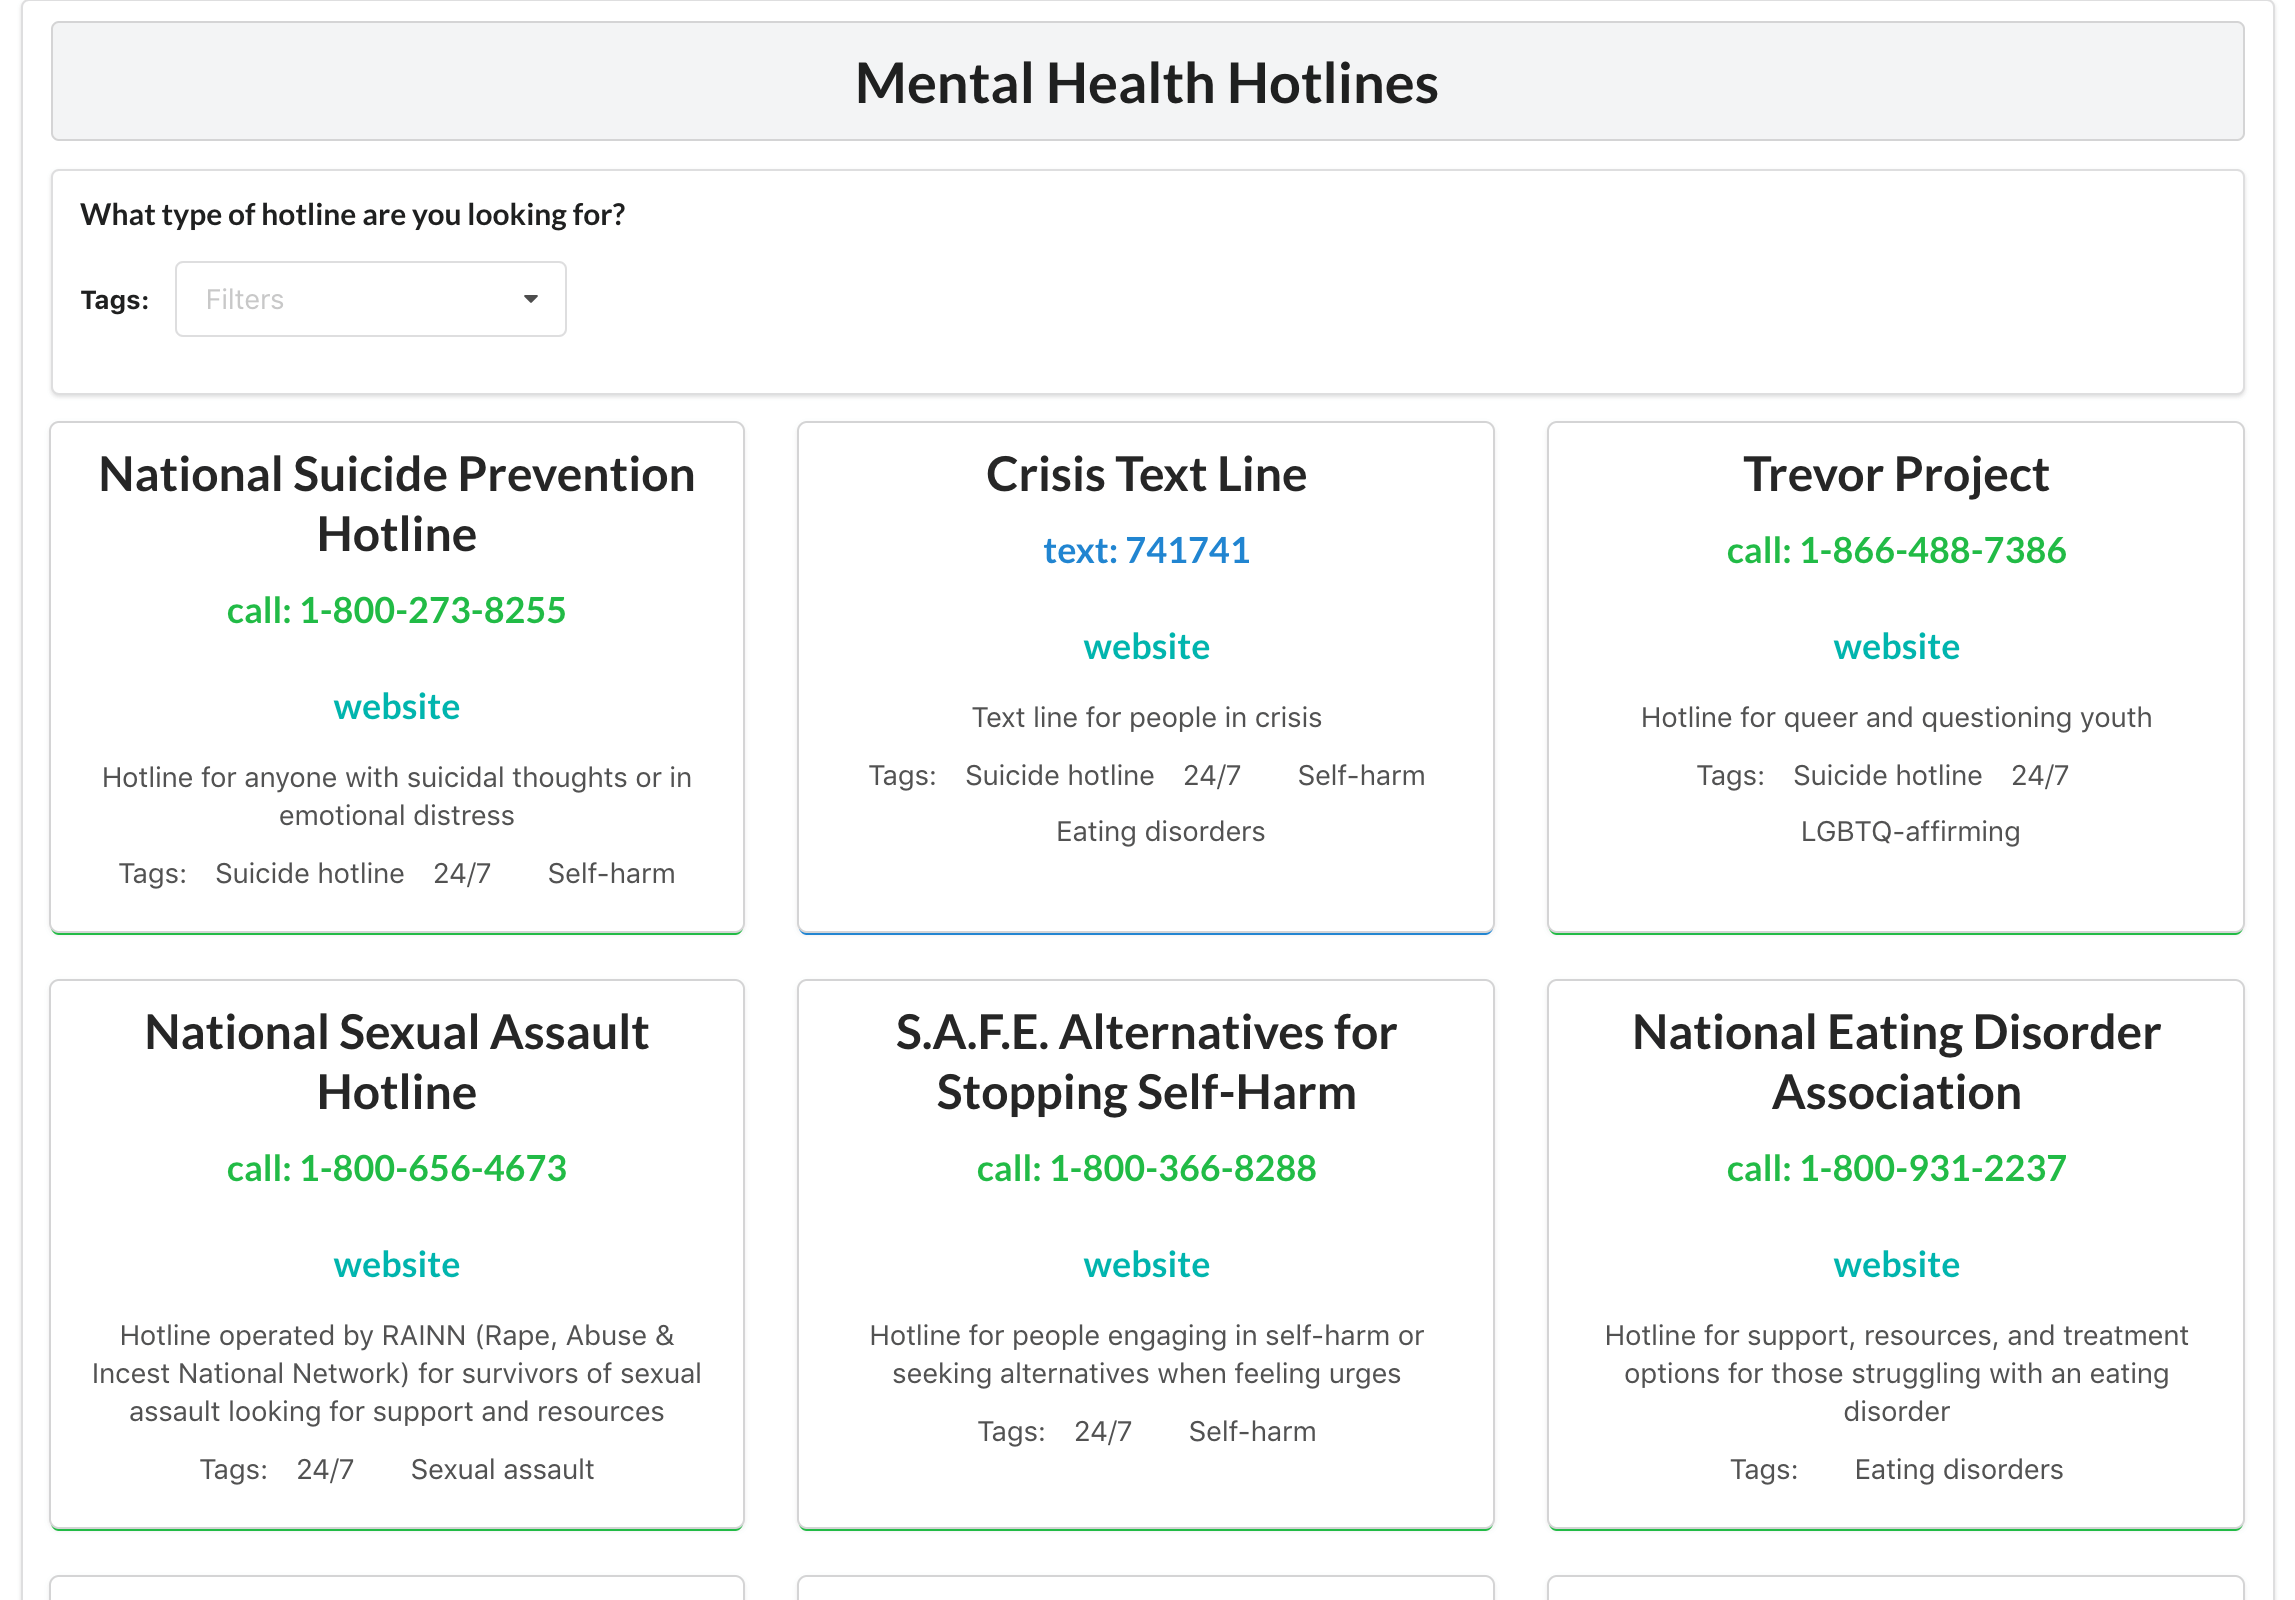 Mental Health Hotlines
What type of hotline are you looking for?
Tags: Filters
National Suicide Prevention
Hotline
call: 1-800-273-8255
website
Hotline for anyone with suicidal thoughts or in
emotional distress
Tags: Suicide hotline 24/7 Self-harm
Crisis Text Line
text: 741741
website
Text line for people in crisis
Tags: Suicide hotline 24/7 Self-harm
Eating disorders
Trevor Project
call: 1-866-488-7386
website
Hotline for queer and questioning youth
Tags: Suicide hotline 24/7
LGBTQ-affirming
National Sexual Assault
Hotline
call: 1-800-656-4673
website
Hotline operated by RAINN (Rape, Abuse &
Incest National Network) for survivors of sexual
assault looking for support and resources
Tags: 24/7 Sexual assault
S.A.F.E. Alternatives for
Stopping Self-Harm
call: 1-800-366-8288
website
Hotline for people engaging in self-harm or
seeking alternatives when feeling urges
Tags: 24/7 Self-harm
National Eating Disorder
Association
call: 1-800-931-2237
website
Hotline for support, resources, and treatment
options for those struggling with an eating
disorder
Tags: Eating disorders